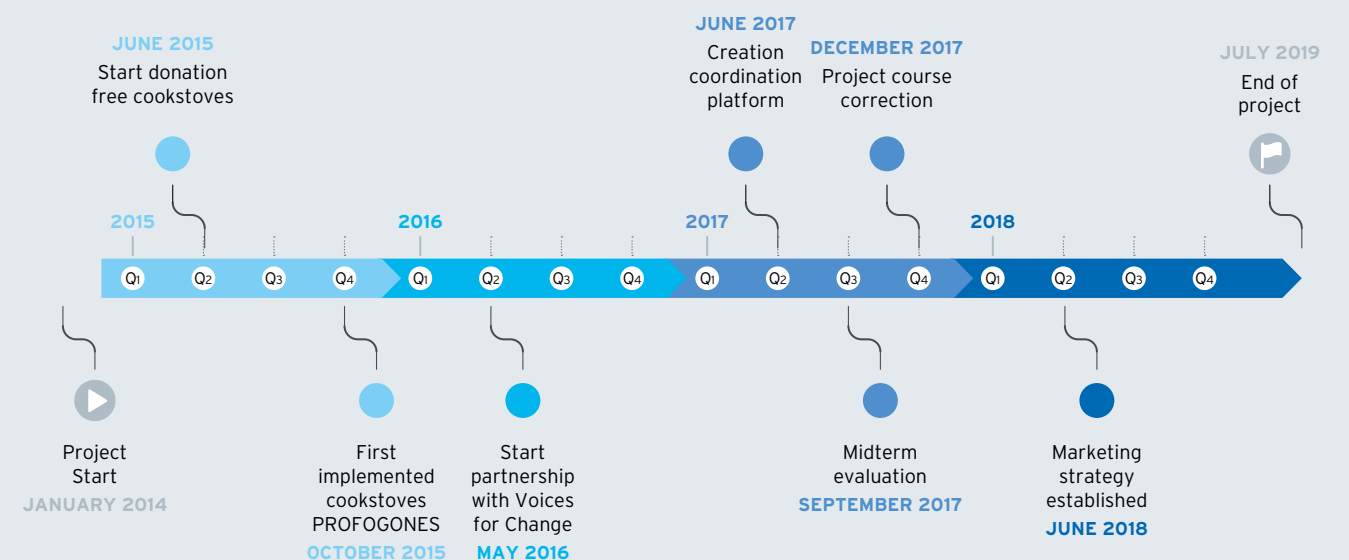 JUNE 2015
Start donation
free cookstoves
JUNE 2017
Creation
coordination
platform
DECEMBER 2017
Project course
correction
JULY 2019
End of
project
2015
2016
2017
2018
Q1
Q2
Q3
Q4
Q1
Q2
Q3
Q4
Q1
Q2
Q3
Q4
Q1
Q2
Q3
Q4
Project
Start
JANUARY 2014
First
implemented
cookstoves
PROFOGONES
OCTOBER 2015
Start
partnership
with Voices
for Change
MAY 2016
Midterm
evaluation
SEPTEMBER 2017
Marketing
strategy
established
JUNE 2018